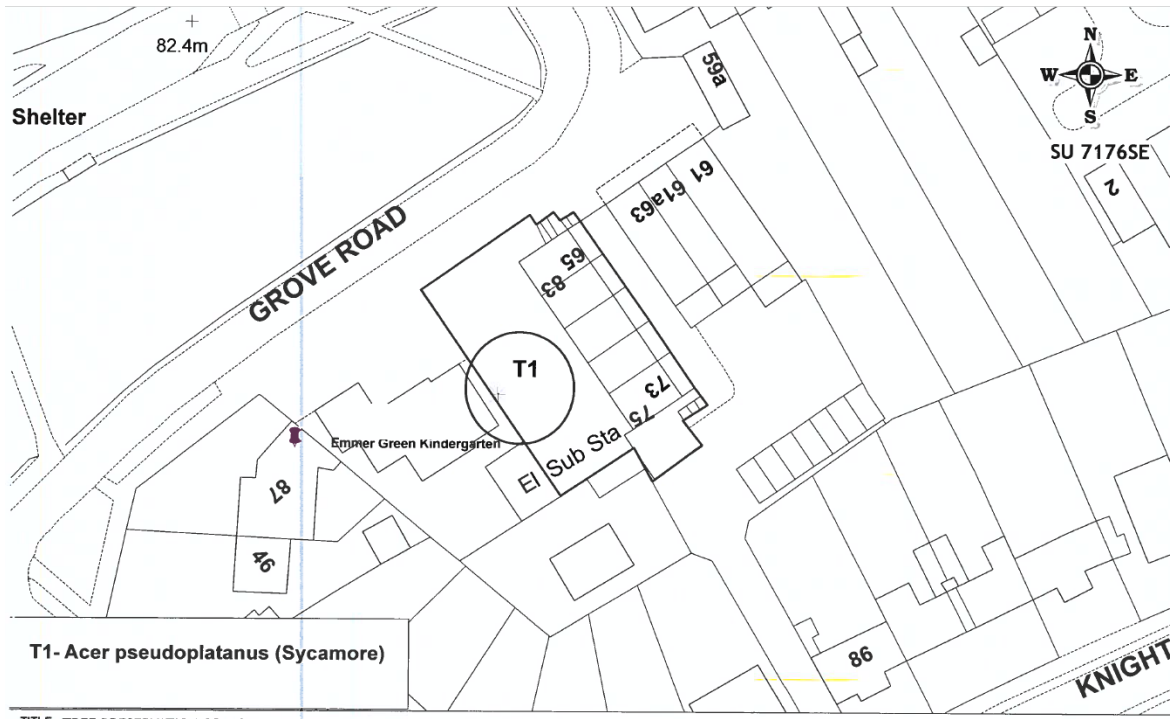 82.4m
Shelter
N
W E
S
SU 7176SE
59a
2
61
61a
63
GROVE ROAD
65
83
T1
73
75
Emmer Green Kindergarten
El Sub Sta
87
46
86
KNIGHT
T1- Acer pseudoplatanus (Sycamore)